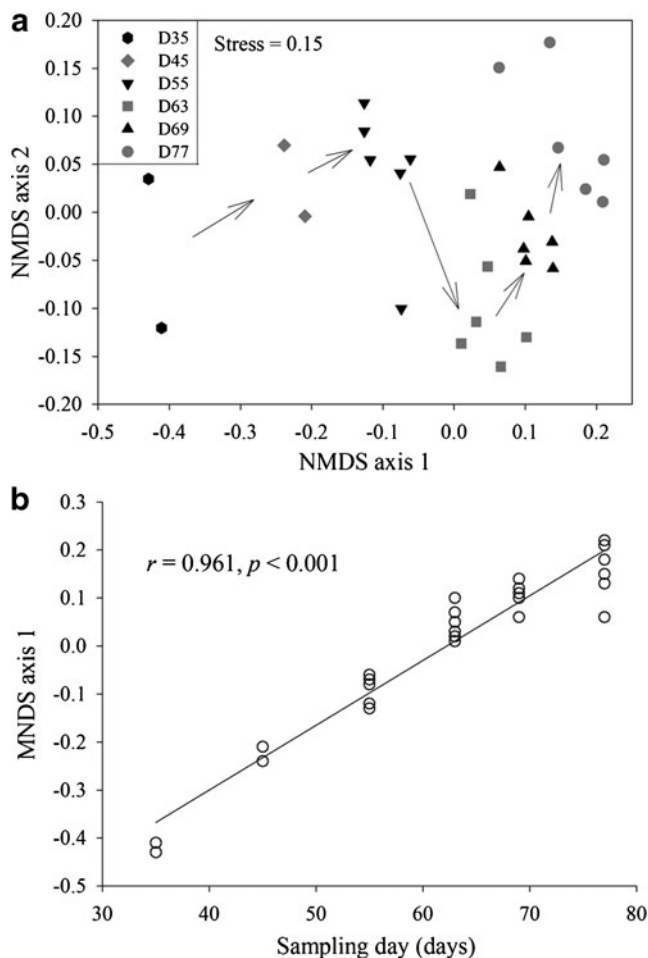 a
D35
D45
D55
D63
D69
D77
Stress = 0.15
0.20
0.15
0.10
0.05
0.00
-0.05
-0.10
-0.15
-0.20
NMDS axis 2
-0.5 -0.4 -0.3 -0.2 -0.1 0.0 0.1 0.2
NMDS axis 1
b
r = 0.961, p < 0.001
0.3
0.2
0.1
0.0
-0.1
-0.2
-0.3
-0.4
-0.5
MNDS axis 1
30 40 50 60 70 80
Sampling day (days)